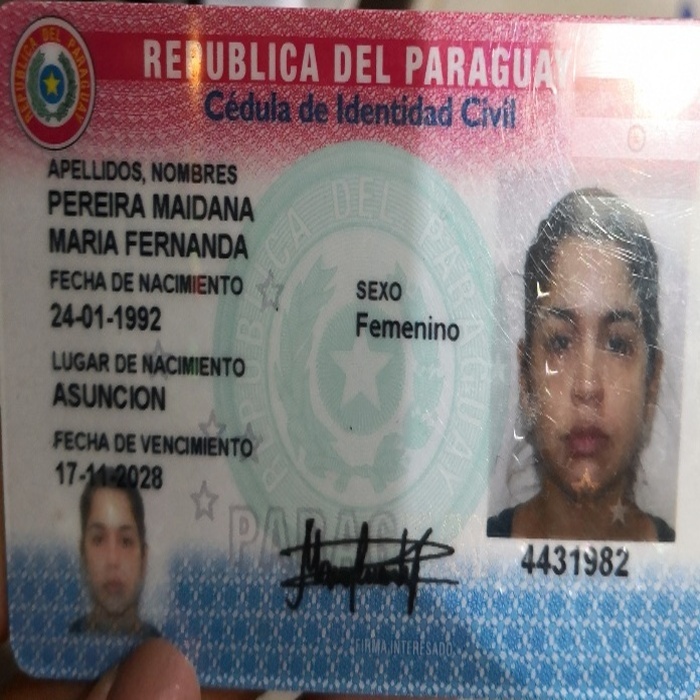 REPUBLICA DEL PARAGUAY
Cédula de Identidad Civil
APELLIDOS, NOMBRES
PEREIRA MAIDANA
MARIA FERNANDA
FECHA DE NACIMIENTO
24-01-1992
SEXO
Femenino
LUGAR DE NACIMIENTO
ASUNCION
FECHA DE VENCIMIENTO
17-11-2028
4431982
FIRMA INTERESADO
REPUBLICA DEL PARAGUAY